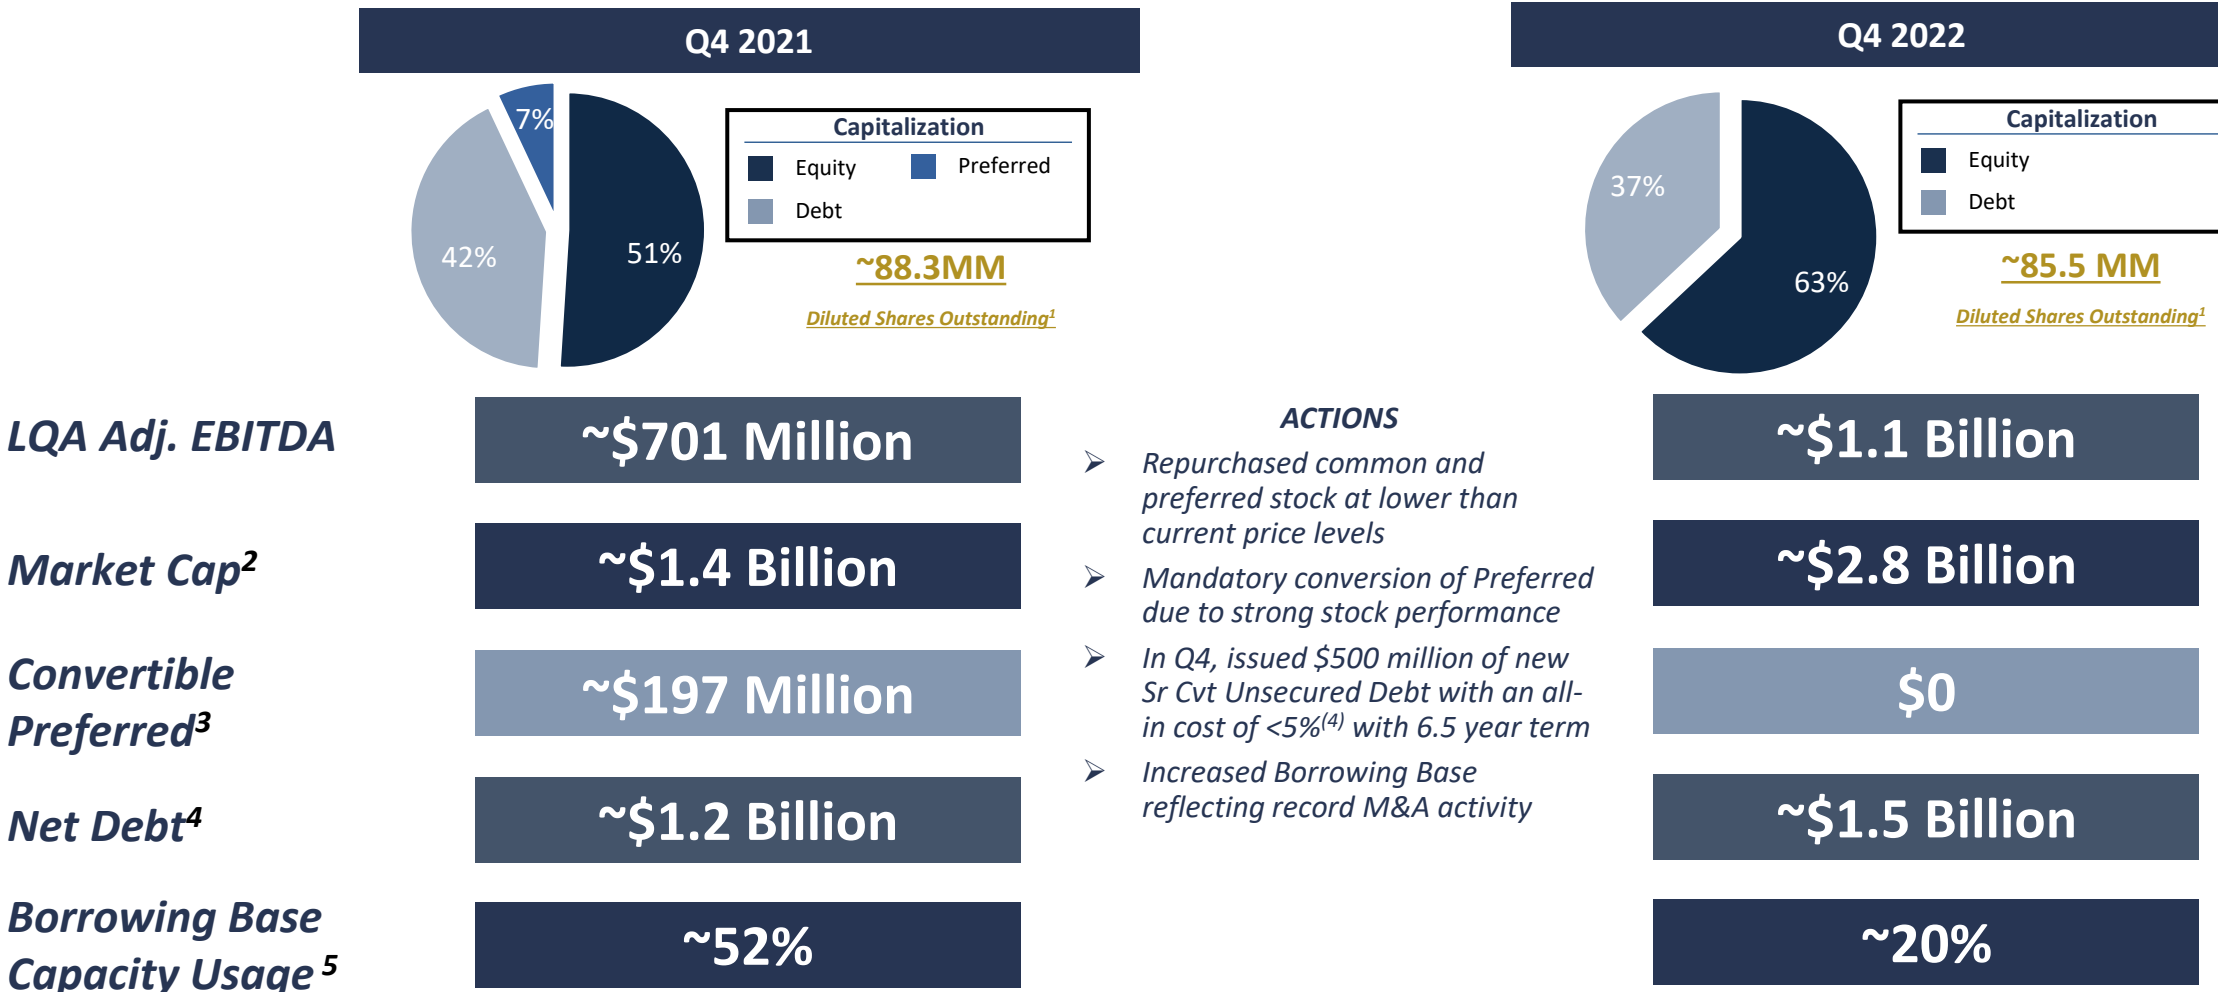 Q4 2021
Q4 2022
7%
42%
51%
Capitalization
Equity
Preferred
Debt
~88.3MM
Diluted Shares Outstanding1
37%
63%
Capitalization
Equity
Debt
~85.5 MM
Diluted Shares Outstanding1
LQA Adj. EBITDA
~$701 Million
~$1.1 Billion
Market Cap2
~$1.4 Billion
~$2.8 Billion
Convertible
Preferred3
~$197 Million
$0
Net Debt4
~$1.2 Billion
~$1.5 Billion
Borrowing Base
Capacity Usage 5
~52%
~20%
ACTIONS
➢ Repurchased common and
preferred stock at lower than
current price levels
➢ Mandatory conversion of Preferred
due to strong stock performance
➢ In Q4, issued $500 million of new
Sr Cvt Unsecured Debt with an all-
in cost of <5%(4) with 6.5 year term
➢ Increased Borrowing Base
reflecting record M&A activity